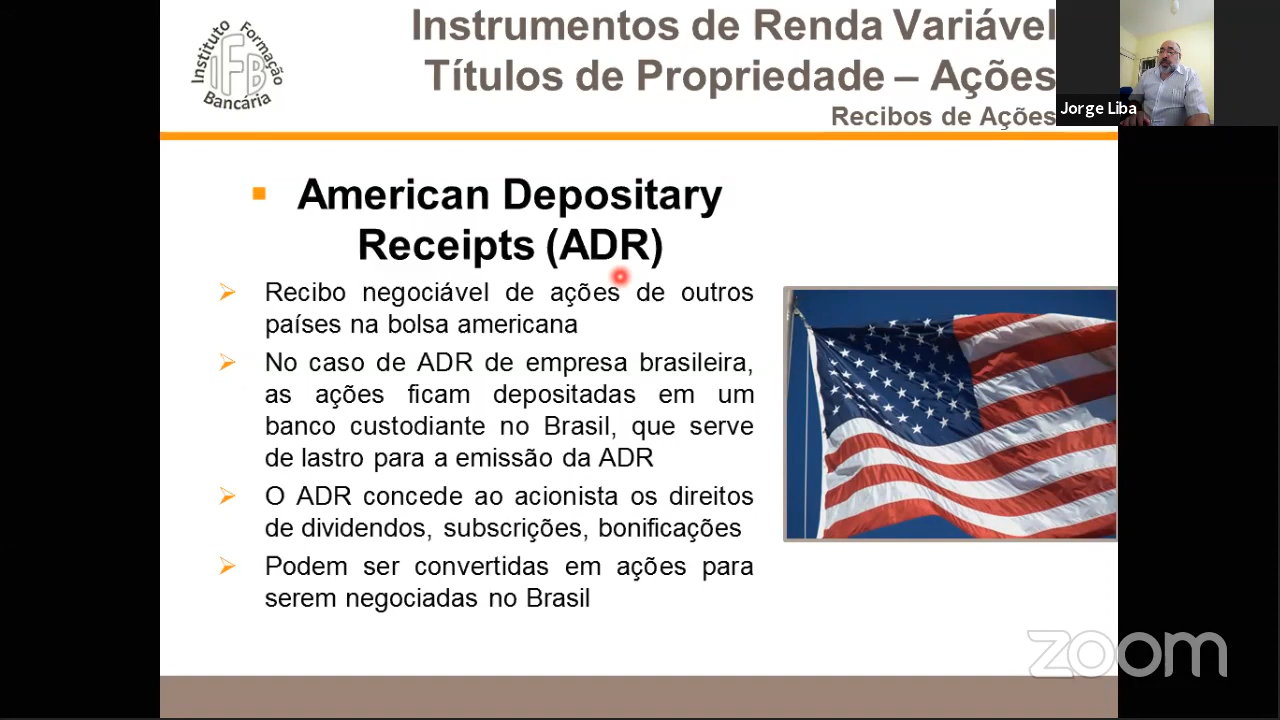 Instituto Formação
IFB
Bancária
Instrumentos de Renda Variável
Títulos de Propriedade – Ações
Recibos de Ações
Jorge Liba
American Depositary
Receipts (ADR)
Recibo negociável de ações de outros
países na bolsa americana
No caso de ADR de empresa brasileira,
as ações ficam depositadas em um
banco custodiante no Brasil, que serve
de lastro para a emissão da ADR
O ADR concede ao acionista os direitos
de dividendos, subscrições, bonificações
Podem ser convertidas em ações para
serem negociadas no Brasil
zoom